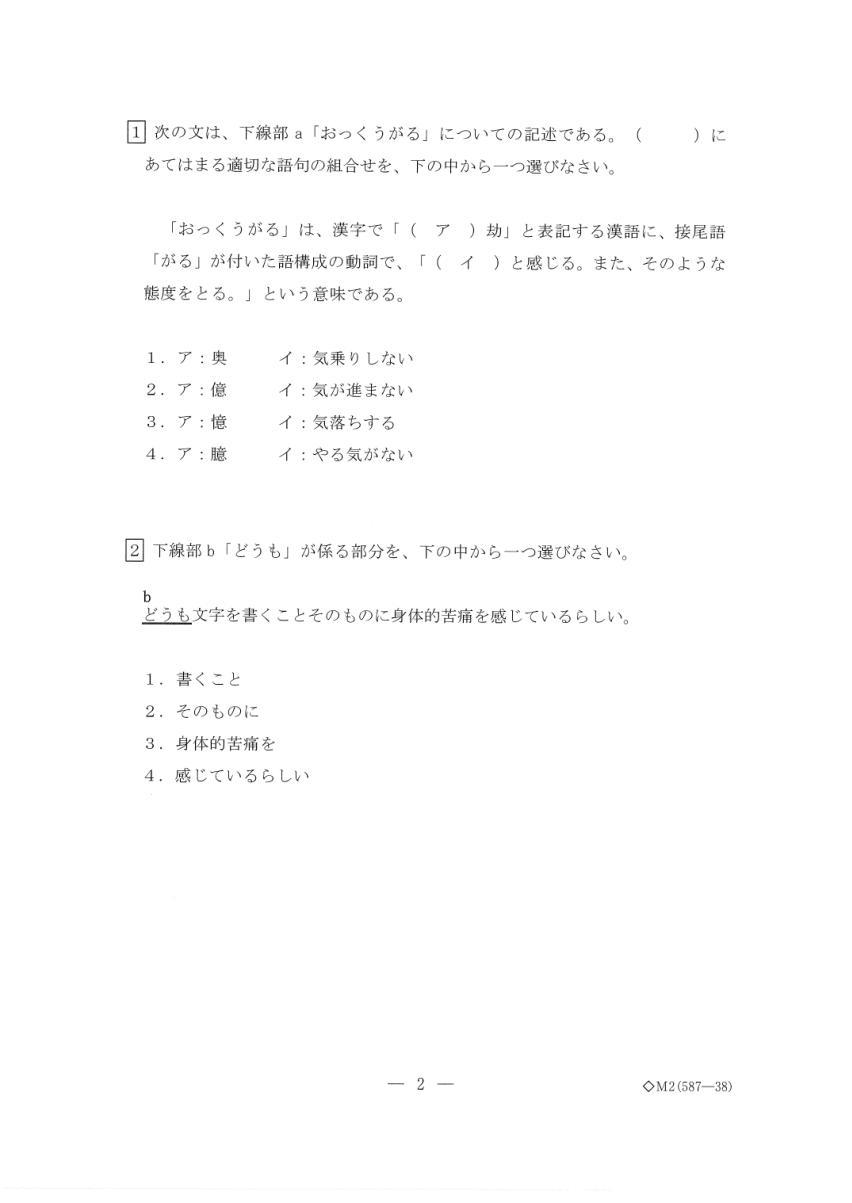 1 次の文は、下線部a「おっくうがる」についての記述である。（　　　）に
あてはまる適切な語句の組合せを、下の中から一つ選びなさい。
「おっくうがる」は、漢字で「（　ア　）劫」と表記する漢語に、接尾語
「がる」が付いた語構成の動詞で、「（　イ　）と感じる。また、そのような
態度をとる。」という意味である。
１．ア：奥　　　イ：気乗りしない
２．ア：億　　　イ：気が進まない
３．ア：憶　　　イ：気落ちする
４．ア：臆　　　イ：やる気がない
2 下線部b「どうも」が係る部分を、下の中から一つ選びなさい。
b
どうも文字を書くことそのものに身体的苦痛を感じているらしい。
１．書くこと
２．そのものに
３．身体的苦痛を
４．感じているらしい
― 2 ―
◇M2(587―38)